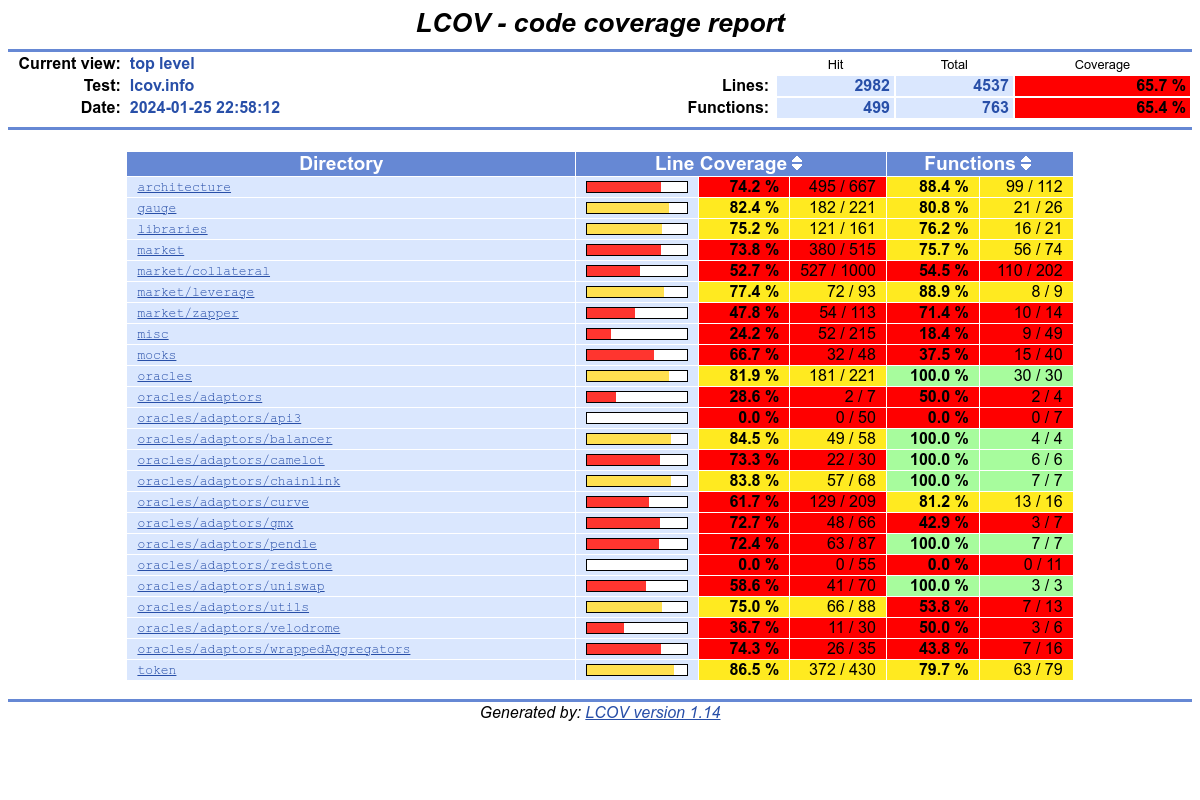 LCOV - code coverage report
Current view: top level
Hit Total Coverage
Test: lcov.info Lines: 2982 4537 65.7 %
Date: 2024-01-25 22:58:12 Functions: 499 763 65.4 %
Directory Line Coverage Functions
architecture 74.2 % 495 / 667 88.4 % 99 / 112
gauge 82.4 % 182 / 221 80.8 % 21 / 26
libraries 75.2 % 121 / 161 76.2 % 16 / 21
market 73.8 % 380 / 515 75.7 % 56 / 74
market/collateral 52.7 % 527 / 1000 54.5 % 110 / 202
market/leverage 77.4 % 72 / 93 88.9 % 8 / 9
market/zapper 47.8 % 54 / 113 71.4 % 10 / 14
misc 24.2 % 52 / 215 18.4 % 9 / 49
mocks 66.7 % 32 / 48 37.5 % 15 / 40
oracles 81.9 % 181 / 221 100.0 % 30 / 30
oracles/adaptors 28.6 % 2 / 7 50.0 % 2 / 4
oracles/adaptors/api3 0.0 % 0 / 50 0.0 % 0 / 7
oracles/adaptors/balancer 84.5 % 49 / 58 100.0 % 4 / 4
oracles/adaptors/camelot 73.3 % 22 / 30 100.0 % 6 / 6
oracles/adaptors/chainlink 83.8 % 57 / 68 100.0 % 7 / 7
oracles/adaptors/curve 61.7 % 129 / 209 81.2 % 13 / 16
oracles/adaptors/gmx 72.7 % 48 / 66 42.9 % 3 / 7
oracles/adaptors/pendle 72.4 % 63 / 87 100.0 % 7 / 7
oracles/adaptors/redstone 0.0 % 0 / 55 0.0 % 0 / 11
oracles/adaptors/uniswap 58.6 % 41 / 70 100.0 % 3 / 3
oracles/adaptors/utils 75.0 % 66 / 88 53.8 % 7 / 13
oracles/adaptors/velodrome 36.7 % 11 / 30 50.0 % 3 / 6
oracles/adaptors/wrappedAggregators 74.3 % 26 / 35 43.8 % 7 / 16
token 86.5 % 372 / 430 79.7 % 63 / 79
Generated by: LCOV version 1.14